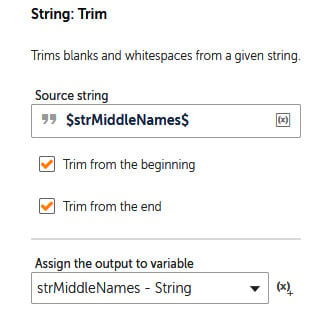 String: Trim
Trims blanks and whitespaces from a given string.
Source string
$strMiddleNames$ (x)
Trim from the beginning
Trim from the end
Assign the output to variable
strMiddleNames - String (x)+